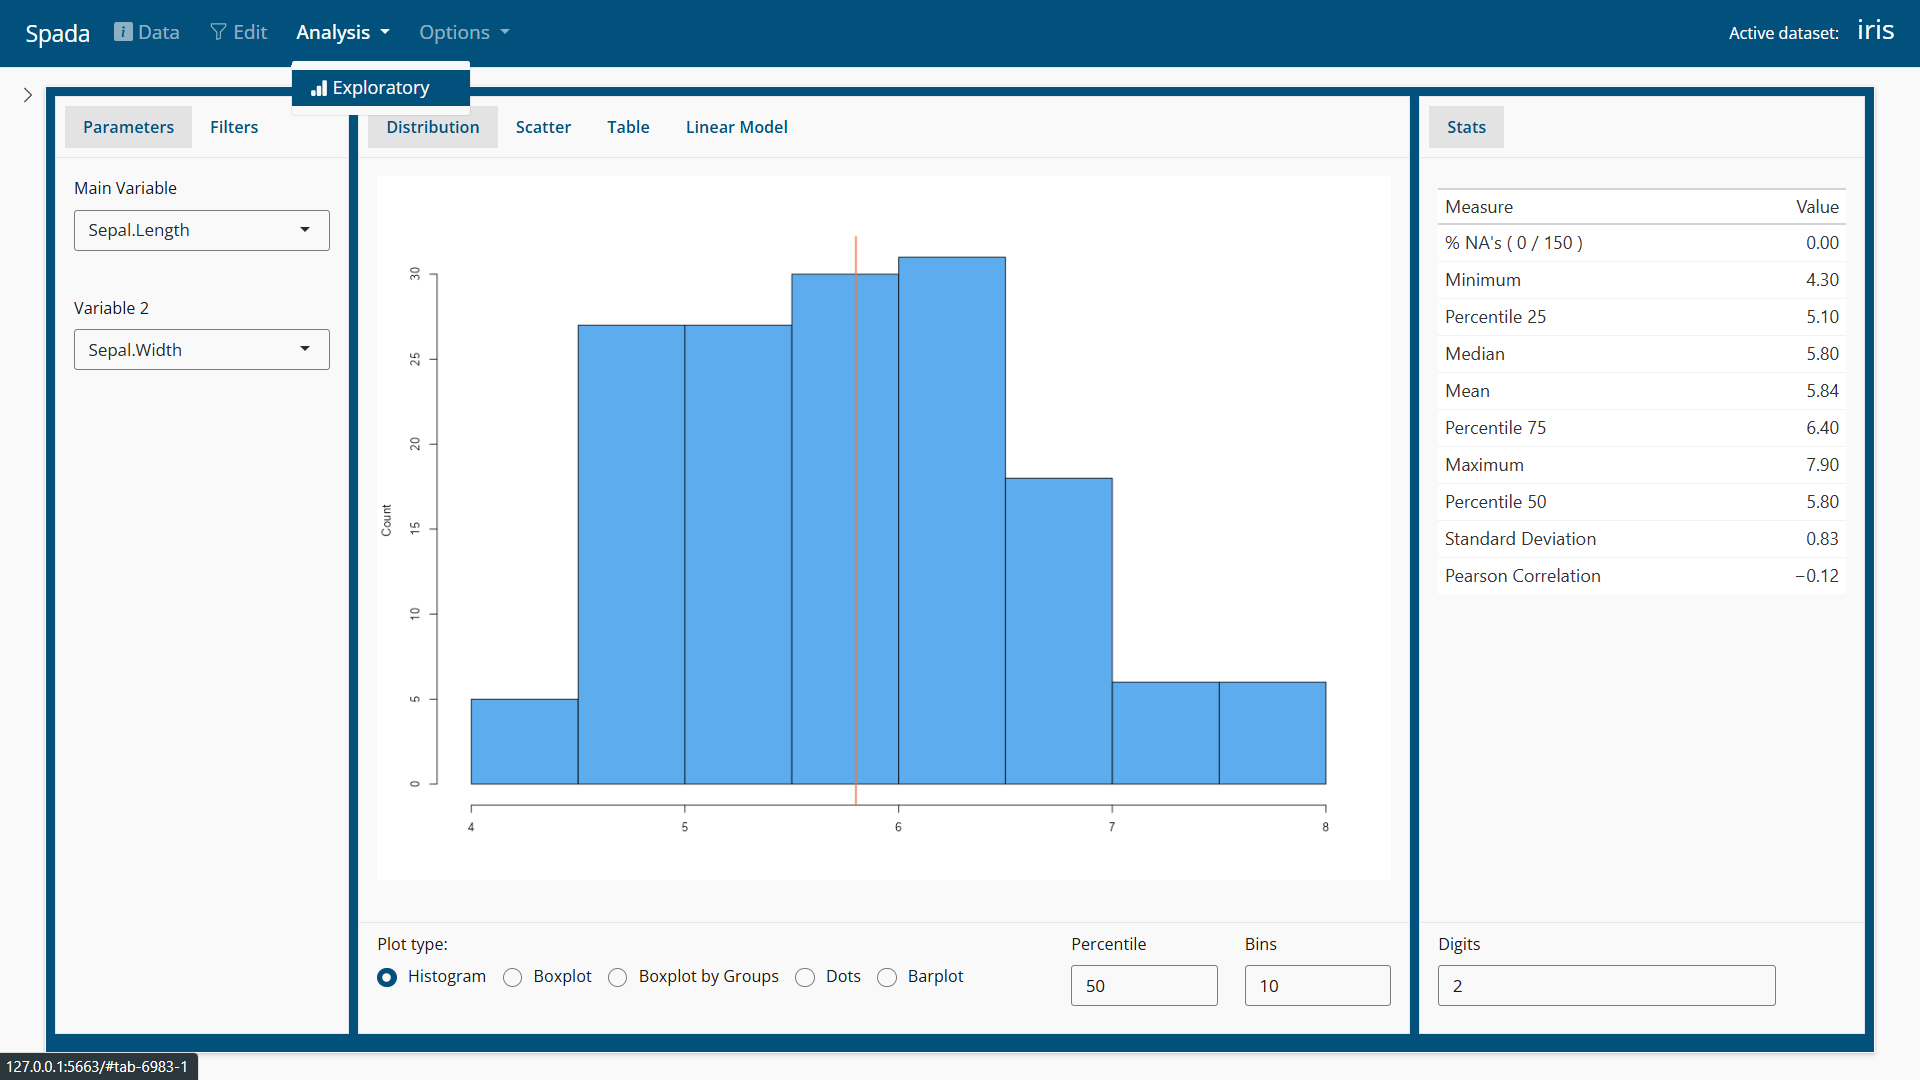 Spada Data Edit Analysis Options Active dataset: iris
Exploratory
Parameters Filters
Distribution Scatter Table Linear Model
Stats
Main Variable
Sepal.Length
Variable 2
Sepal.Width
Count
30
25
20
15
10
5
0
4 5 6 7 8
Measure Value
% NA's ( 0 / 150 ) 0.00
Minimum 4.30
Percentile 25 5.10
Median 5.80
Mean 5.84
Percentile 75 6.40
Maximum 7.90
Percentile 50 5.80
Standard Deviation 0.83
Pearson Correlation −0.12
Plot type:
Histogram Boxplot Boxplot by Groups Dots Barplot
Percentile
50
Bins
10
Digits
2
127.0.0.1:5663/#tab-6983-1